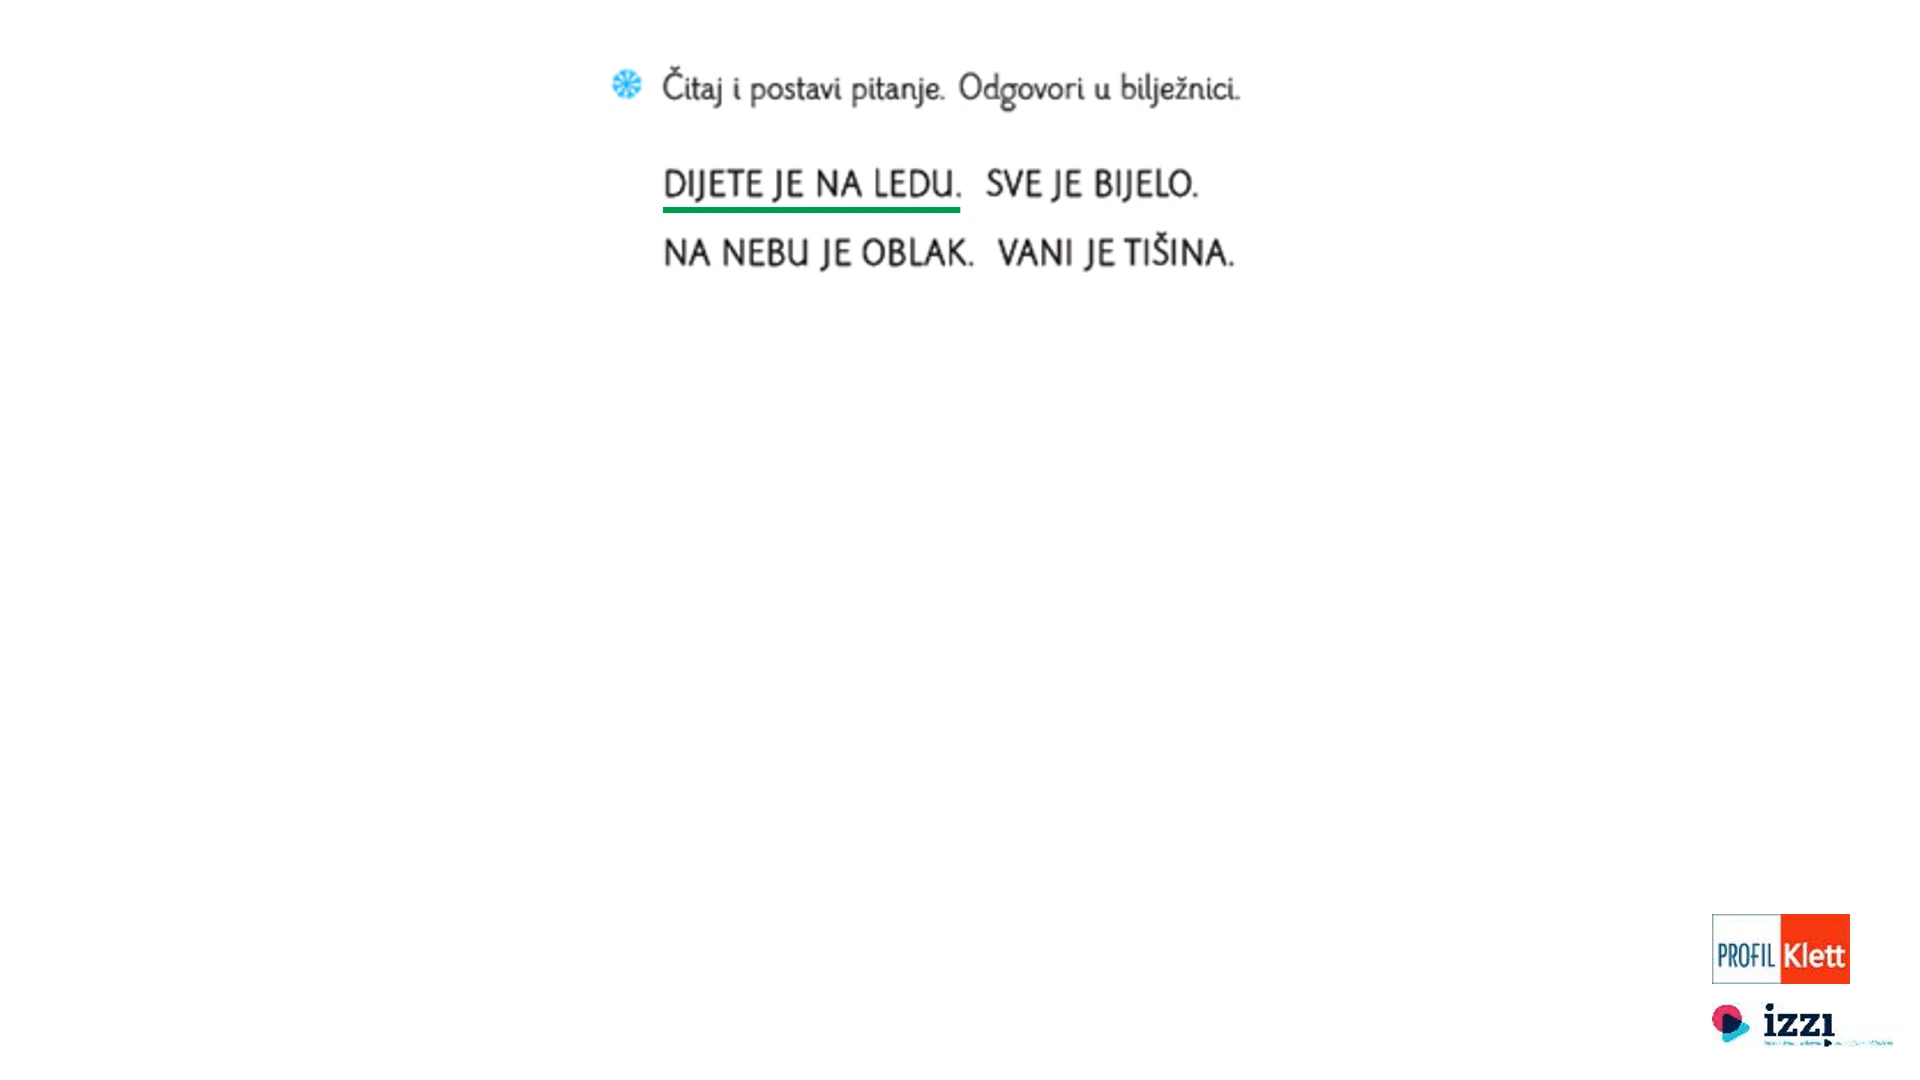 Čitaj i postavi pitanje. Odgovori u bilježnici.
DIJETE JE NA LEDU. SVE JE BIJELO.
NA NEBU JE OBLAK. VANI JE TIŠINA.
PROFIL Klett
izzi